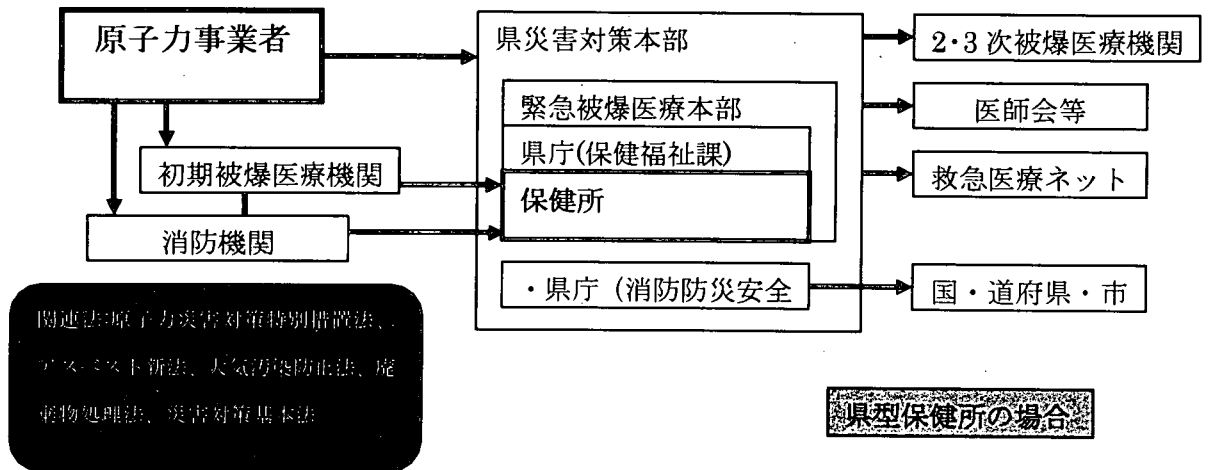 原子力事業者
県災害対策本部
2・3次被爆医療機関
緊急被爆医療本部
医師会等
県庁(保健福祉課)
初期被爆医療機関
救急医療ネット
保健所
消防機関
・県庁（消防防災安全
国・道府県・市
関連法:原子力災害対策特別措置法、
アスベスト新法、大気汚染防止法、廃
棄物処理法、災害対策基本法
県型保健所の場合